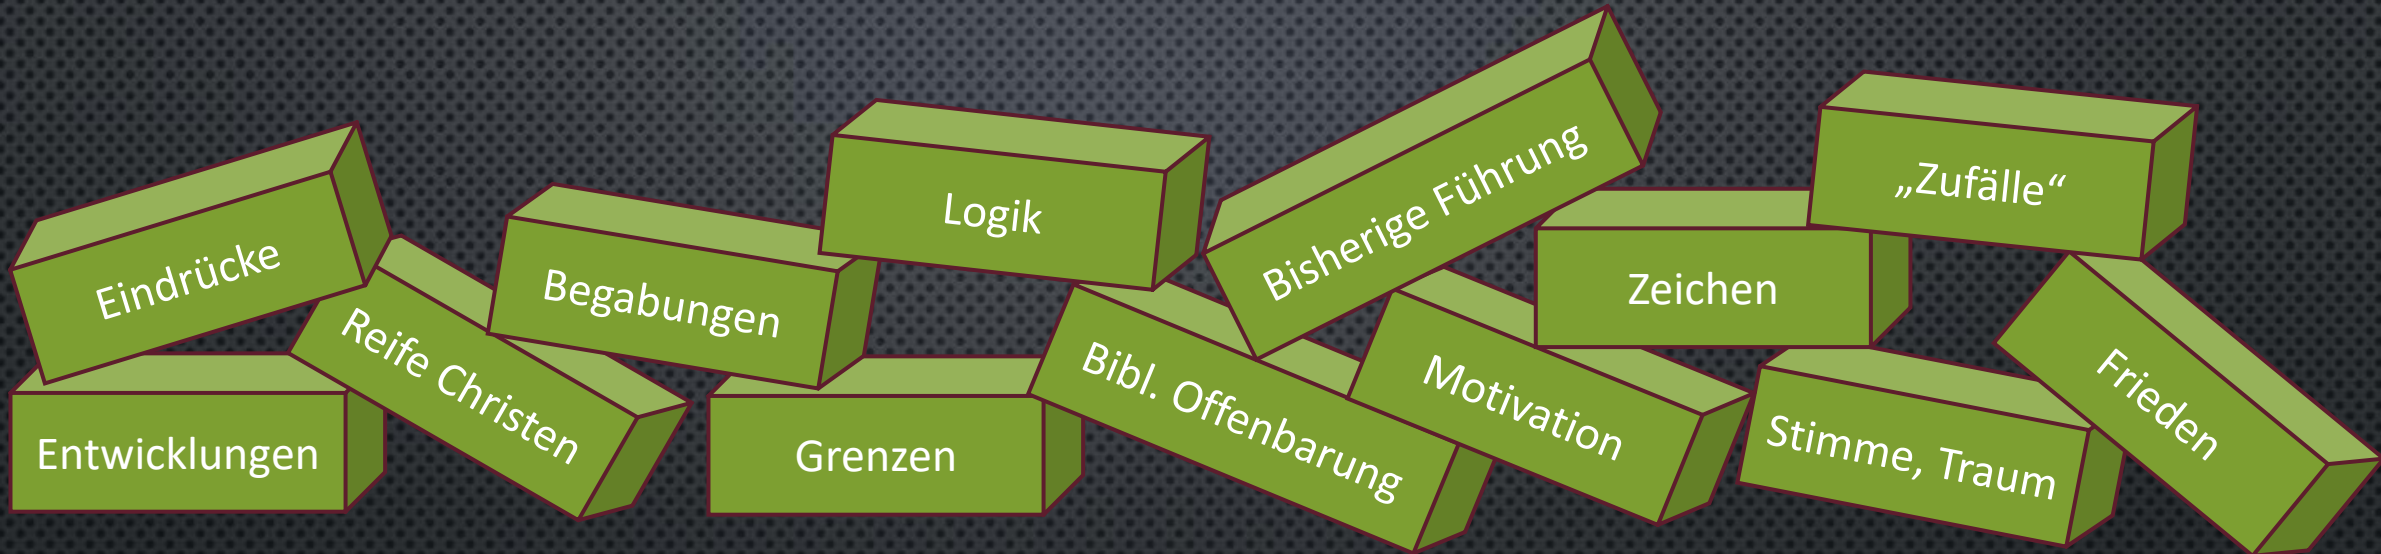 Eindrücke
Entwicklungen
Reife Christen
Begabungen
Logik
Grenzen
Bibl. Offenbarung
Bisherige Führung
Motivation
Zeichen
„Zufälle“
Stimme, Traum
Frieden